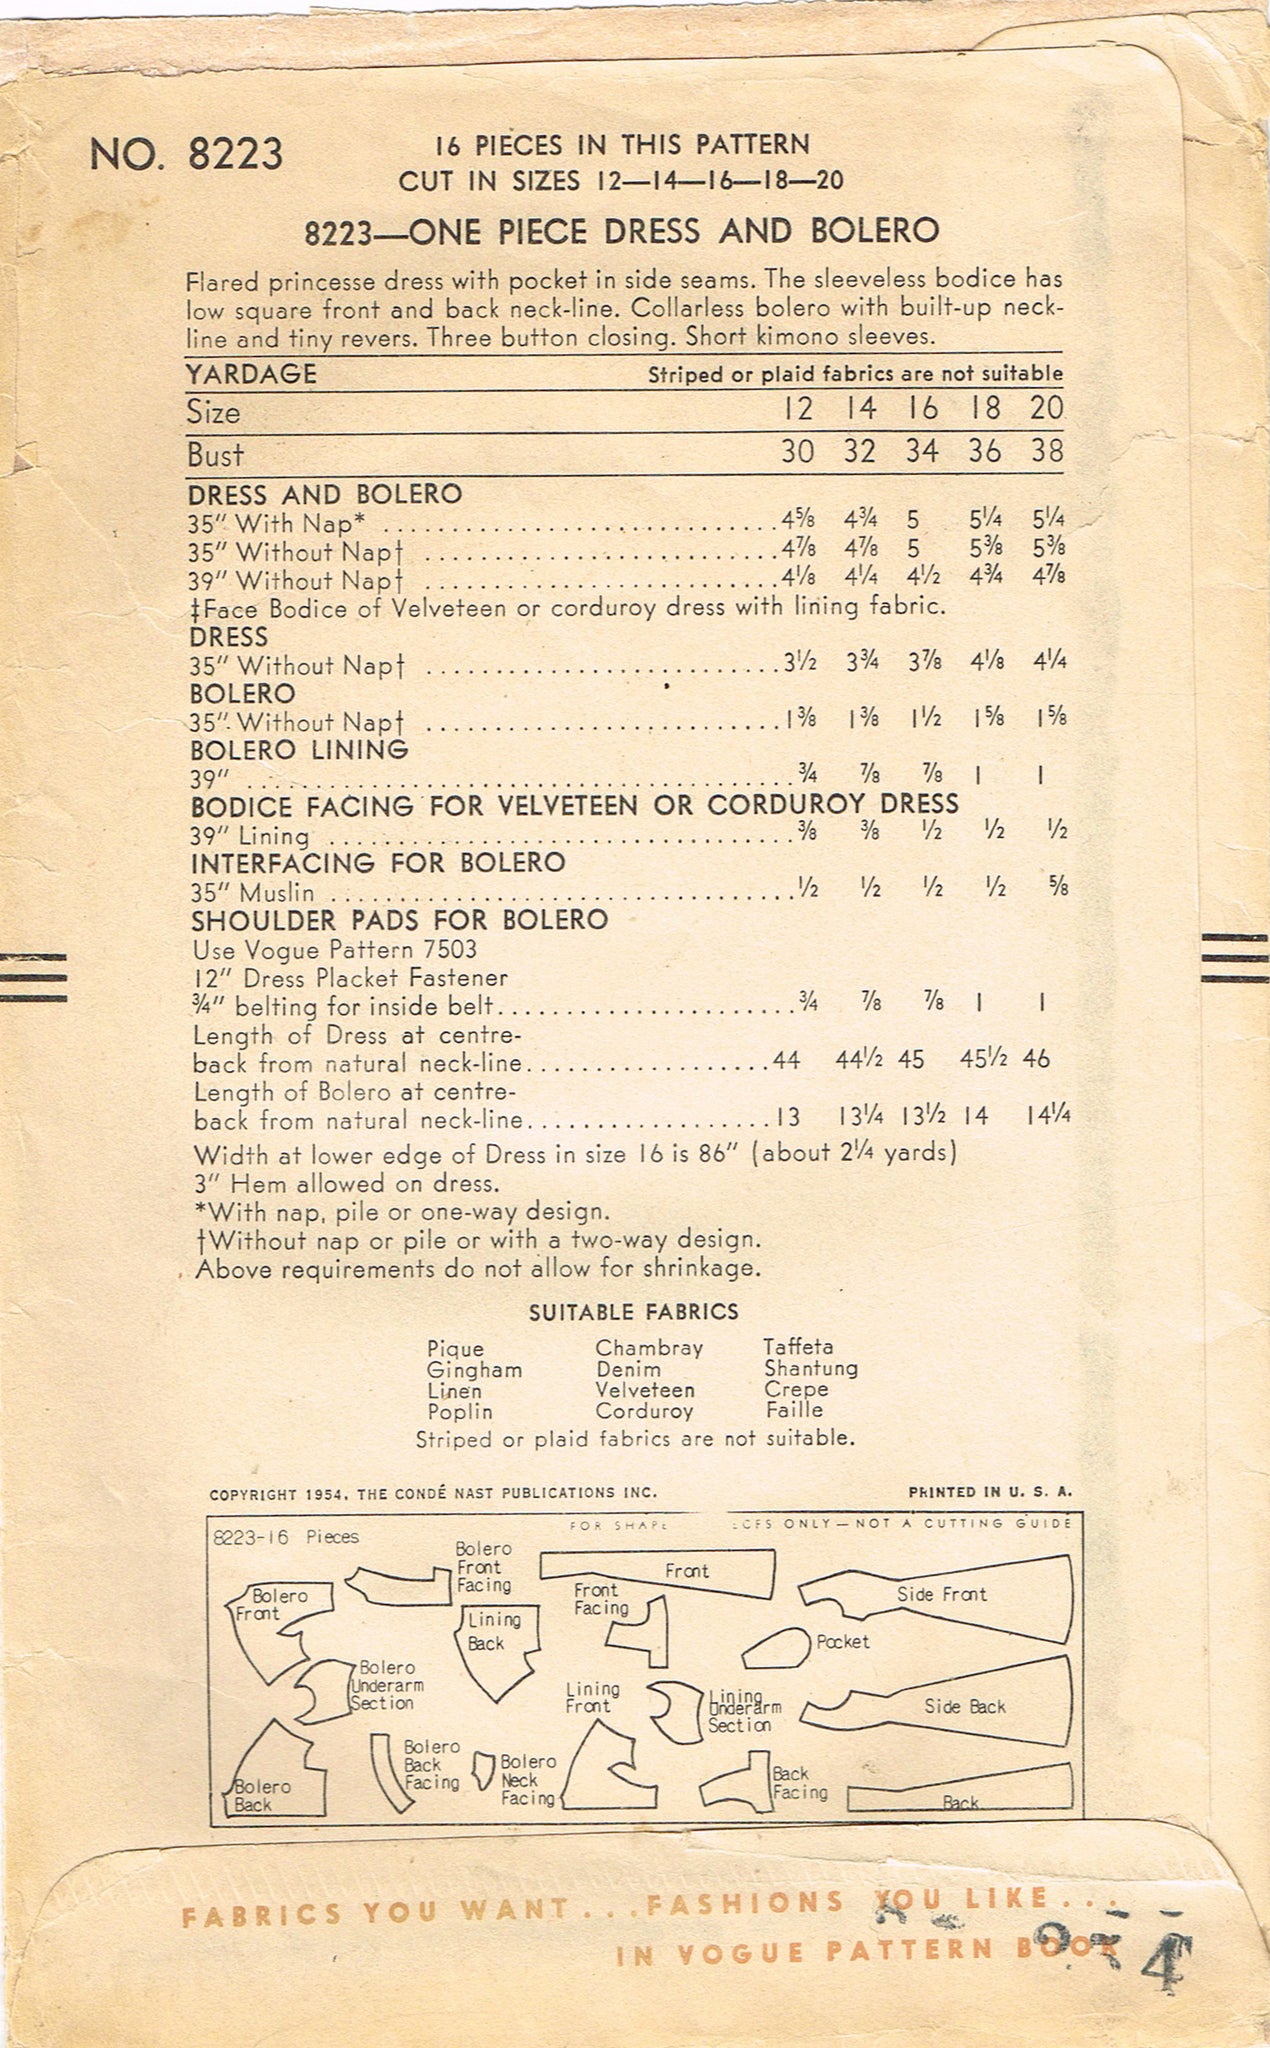 NO. 8223
16 PIECES IN THIS PATTERN
CUT IN SIZES 12—14—16—18—20
8223—ONE PIECE DRESS AND BOLERO
Flared princesse dress with pocket in side seams. The sleeveless bodice has
low square front and back neck-line. Collarless bolero with built-up neck-
line and tiny revers. Three button closing. Short kimono sleeves.
YARDAGE Striped or plaid fabrics are not suitable
Size 12 14 16 18 20
Bust 30 32 34 36 38
DRESS AND BOLERO
35" With Nap* 4⅝ 4¾ 5 5¼ 5¼
35" Without Nap† 4⅞ 4⅞ 5 5⅜ 5⅜
39" Without Nap† 4⅛ 4¼ 4½ 4¾ 4⅞
‡Face Bodice of Velveteen or corduroy dress with lining fabric.
DRESS
35" Without Nap† 3½ 3¾ 3⅞ 4⅛ 4¼
BOLERO
35" Without Nap† 1⅜ 1⅜ 1½ 1⅝ 1⅝
BOLERO LINING
39" ¾ ⅞ ⅞ 1 1
BODICE FACING FOR VELVETEEN OR CORDUROY DRESS
39" Lining ⅜ ⅜ ½ ½ ½
INTERFACING FOR BOLERO
35" Muslin ½ ½ ½ ½ ⅝
SHOULDER PADS FOR BOLERO
Use Vogue Pattern 7503
12" Dress Placket Fastener
¾" belting for inside belt ¾ ⅞ ⅞ 1 1
Length of Dress at centre-
back from natural neck-line 44 44½ 45 45½ 46
Length of Bolero at centre-
back from natural neck-line 13 13¼ 13½ 14 14¼
Width at lower edge of Dress in size 16 is 86" (about 2¼ yards)
3" Hem allowed on dress.
*With nap, pile or one-way design.
†Without nap or pile or with a two-way design.
Above requirements do not allow for shrinkage.
SUITABLE FABRICS
Pique Chambray Taffeta
Gingham Denim Shantung
Linen Velveteen Crepe
Poplin Corduroy Faille
Striped or plaid fabrics are not suitable.
COPYRIGHT 1954, THE CONDÉ NAST PUBLICATIONS INC. PRINTED IN U. S. A.
FOR SHAPE ONLY—NOT A CUTTING GUIDE
8223-16 Pieces
Bolero
Front
Bolero
Front
Facing
Front
Side Front
Front
Facing
Lining
Back
Pocket
Bolero
Underarm
Section
Lining
Front
Lining
Underarm
Section
Side Back
Bolero
Back
Bolero
Back
Facing
Bolero
Neck
Facing
Back
Facing
Back
FABRICS YOU WANT...FASHIONS YOU LIKE...
IN VOGUE PATTERN BOOK
4